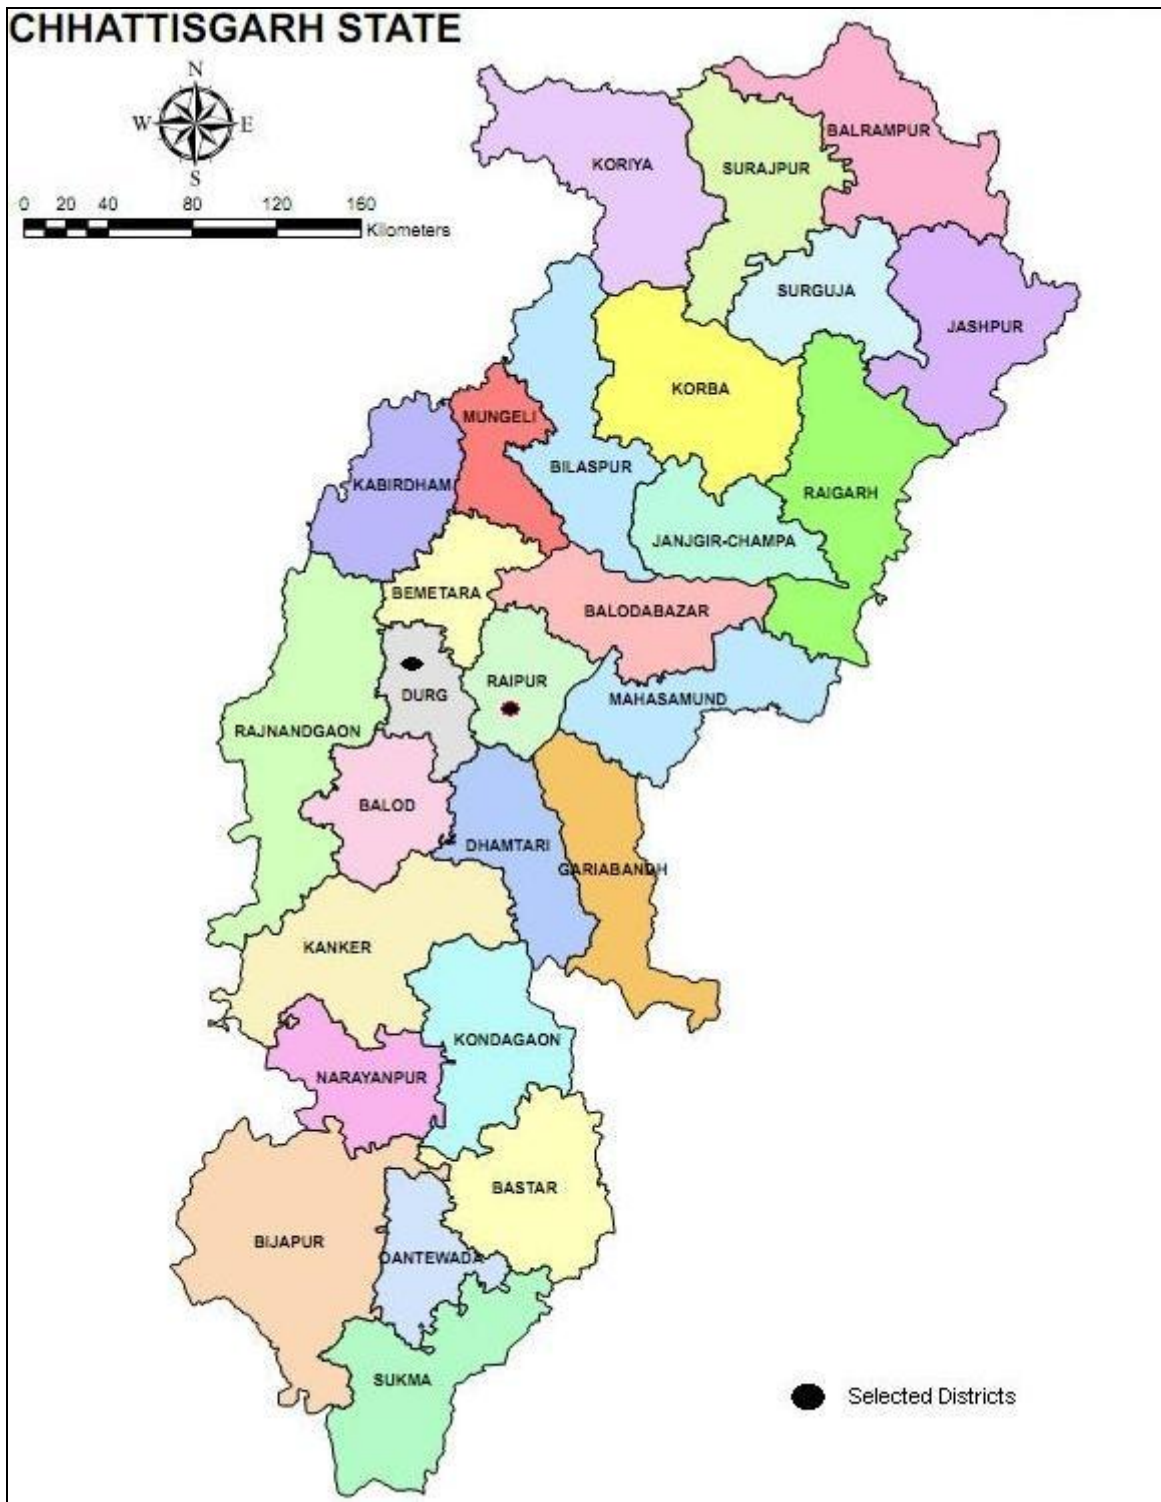 CHHATTISGARH STATE
N
W E
S
0 20 40 80 120 160
Kilometers
BALRAMPUR
KORIYA
SURAJPUR
SURGUJA
JASHPUR
KORBA
MUNGELI
BILASPUR
KABIRDHAM
RAIGARH
JANJGIR-CHAMPA
BEMETARA
BALODABAZAR
RAIPUR
DURG
MAHASAMUND
RAJNANDGAON
BALOD
DHAMTARI
GARIABANDH
KANKER
KONDAGAON
NARAYANPUR
BASTAR
BIJAPUR
DANTEWADA
SUKMA
Selected Districts